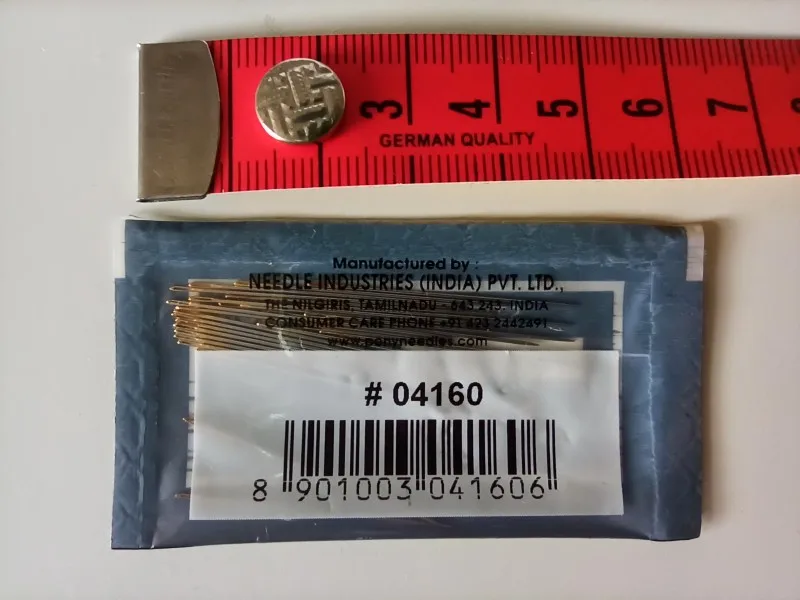 3 4 5 6 7 8
GERMAN QUALITY
Manufactured by :
NEEDLE INDUSTRIES (INDIA) PVT. LTD.,
THE NILGIRIS, TAMILNADU - 643 243. INDIA
CONSUMER CARE PHONE +91 423 2442491
www.ponyneedles.com
# 04160
8 901003 041606